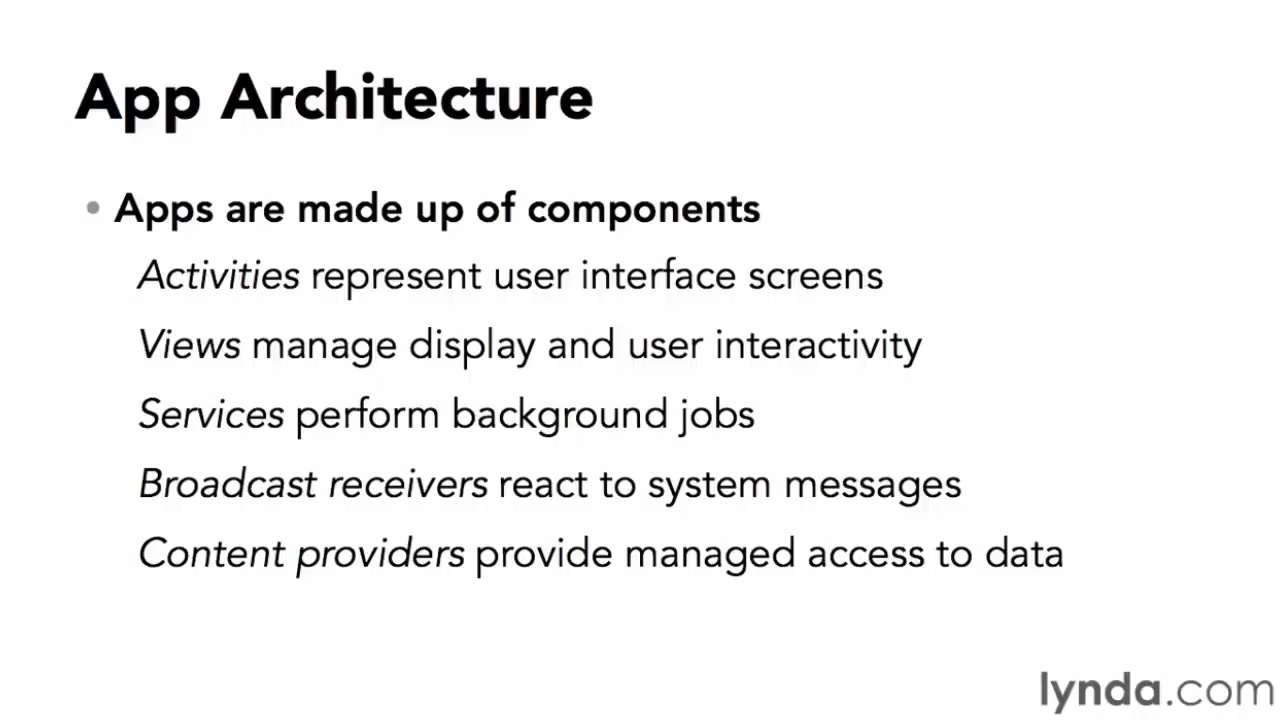 App Architecture
• Apps are made up of components
Activities represent user interface screens
Views manage display and user interactivity
Services perform background jobs
Broadcast receivers react to system messages
Content providers provide managed access to data
lynda.com